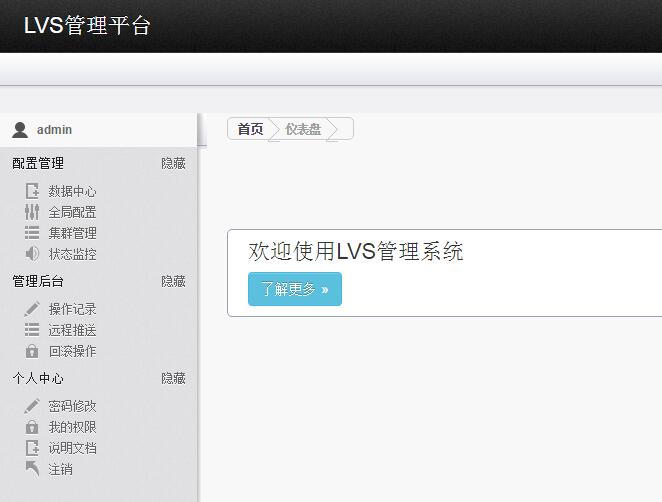 LVS管理平台
admin
首页 仪表盘
配置管理 隐藏
数据中心
全局配置
集群管理
状态监控
管理后台 隐藏
操作记录
远程推送
回滚操作
个人中心 隐藏
密码修改
我的权限
说明文档
注销
欢迎使用LVS管理系统
了解更多 »